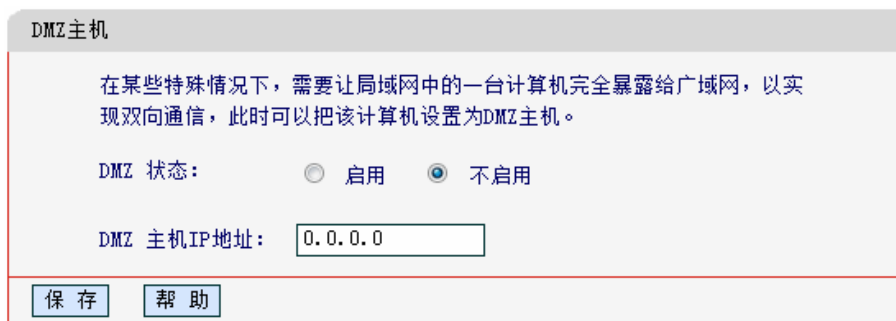 DMZ主机
在某些特殊情况下，需要让局域网中的一台计算机完全暴露给广域网，以实
现双向通信，此时可以把该计算机设置为DMZ主机。
DMZ 状态： 启用 不启用
DMZ 主机IP地址： 0.0.0.0
保 存 帮 助